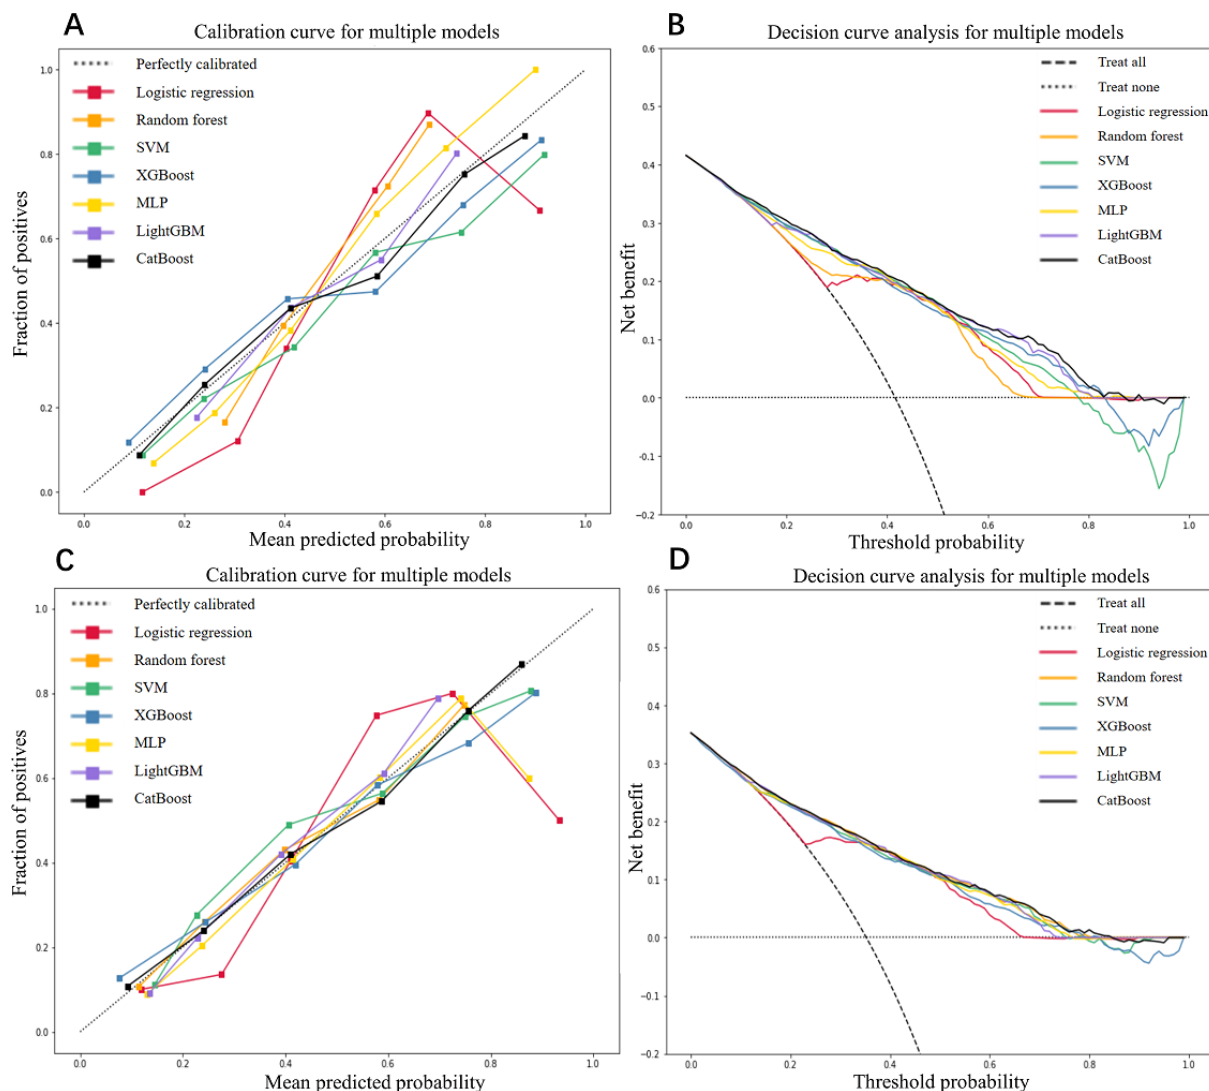 A
Calibration curve for multiple models
Perfectly calibrated
Logistic regression
Random forest
SVM
XGBoost
MLP
LightGBM
CatBoost
Fraction of positives
1.0
0.8
0.6
0.4
0.2
0.0
0.0 0.2 0.4 0.6 0.8 1.0
Mean predicted probability
B
Decision curve analysis for multiple models
Treat all
Treat none
Logistic regression
Random forest
SVM
XGBoost
MLP
LightGBM
CatBoost
Net benefit
0.6
0.5
0.4
0.3
0.2
0.1
0.0
−0.1
−0.2
0.0 0.2 0.4 0.6 0.8 1.0
Threshold probability
C
Calibration curve for multiple models
Perfectly calibrated
Logistic regression
Random forest
SVM
XGBoost
MLP
LightGBM
CatBoost
Fraction of positives
1.0
0.8
0.6
0.4
0.2
0.0
0.0 0.2 0.4 0.6 0.8 1.0
Mean predicted probability
D
Decision curve analysis for multiple models
Treat all
Treat none
Logistic regression
Random forest
SVM
XGBoost
MLP
LightGBM
CatBoost
Net benefit
0.6
0.5
0.4
0.3
0.2
0.1
0.0
−0.1
−0.2
0.0 0.2 0.4 0.6 0.8 1.0
Threshold probability